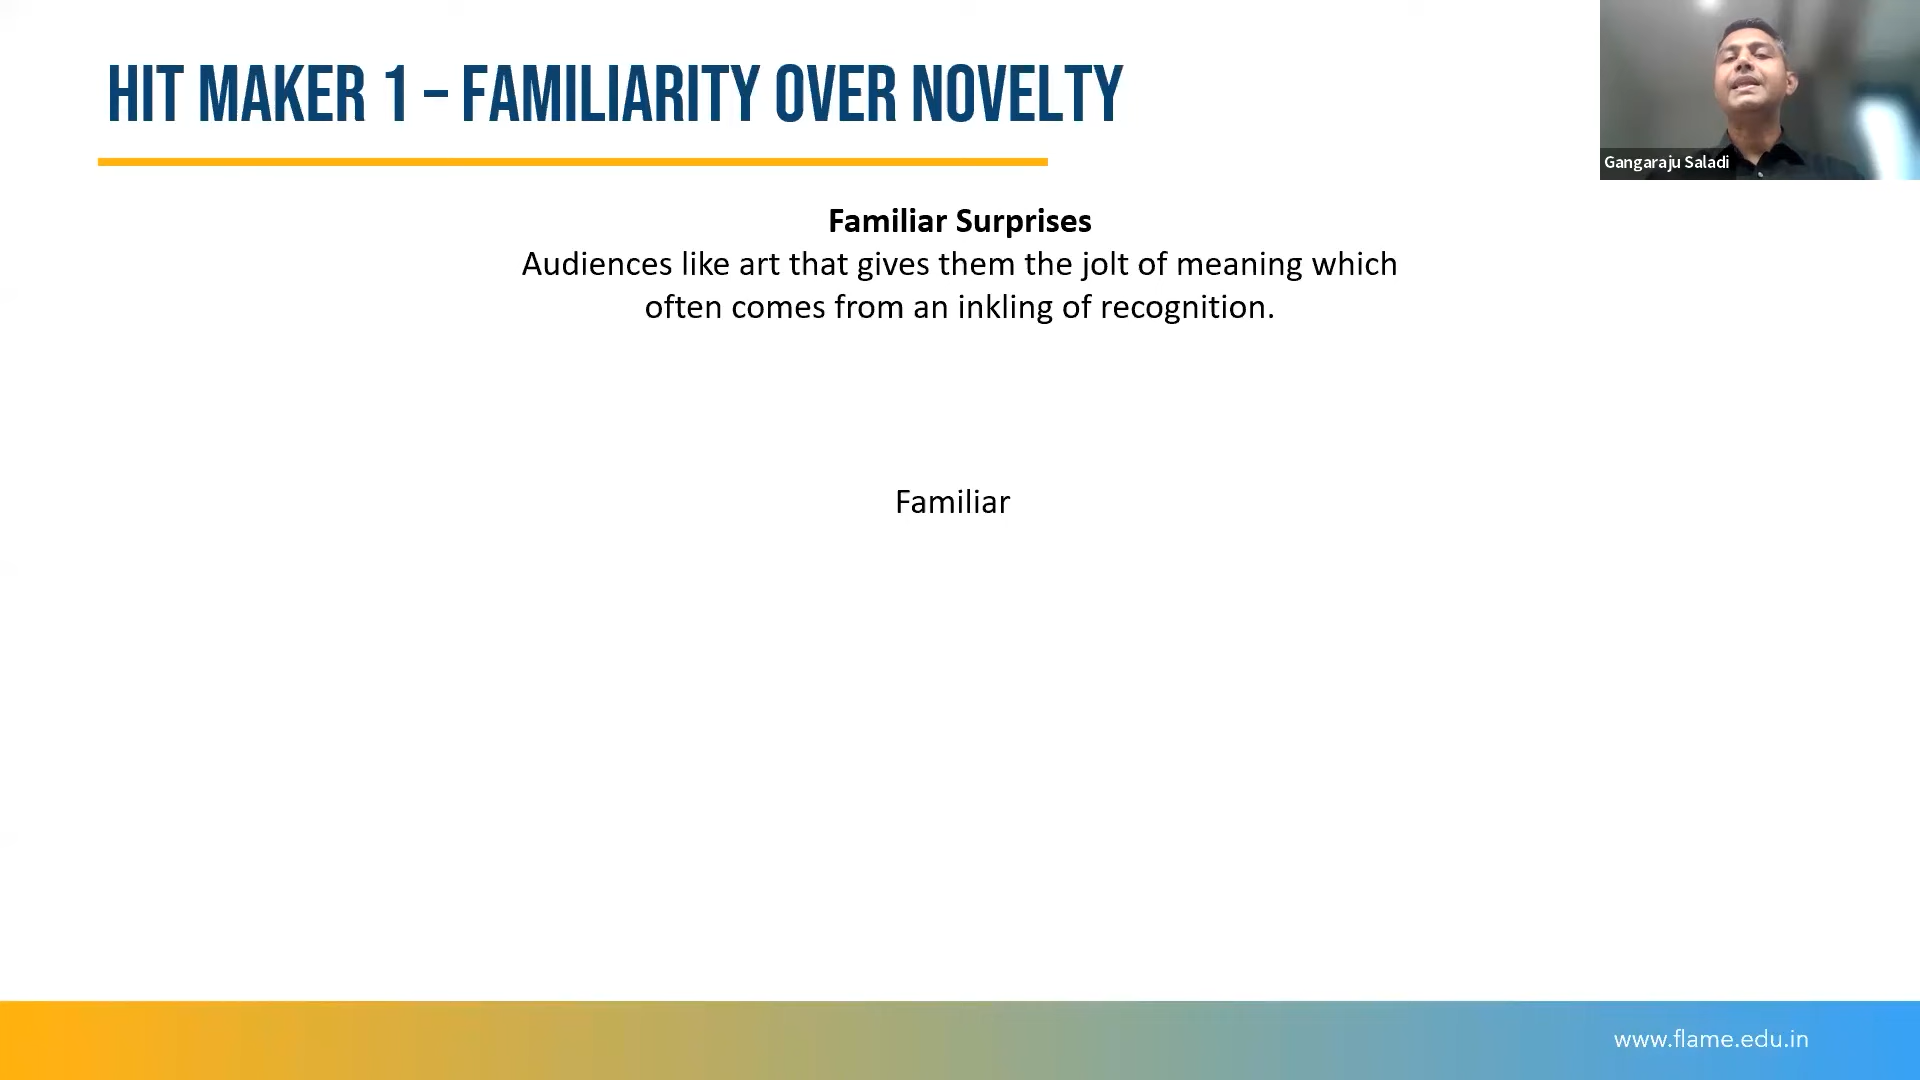 HIT MAKER 1 – FAMILIARITY OVER NOVELTY
Gangaraju Saladi
Familiar Surprises
Audiences like art that gives them the jolt of meaning which
often comes from an inkling of recognition.
Familiar
www.flame.edu.in